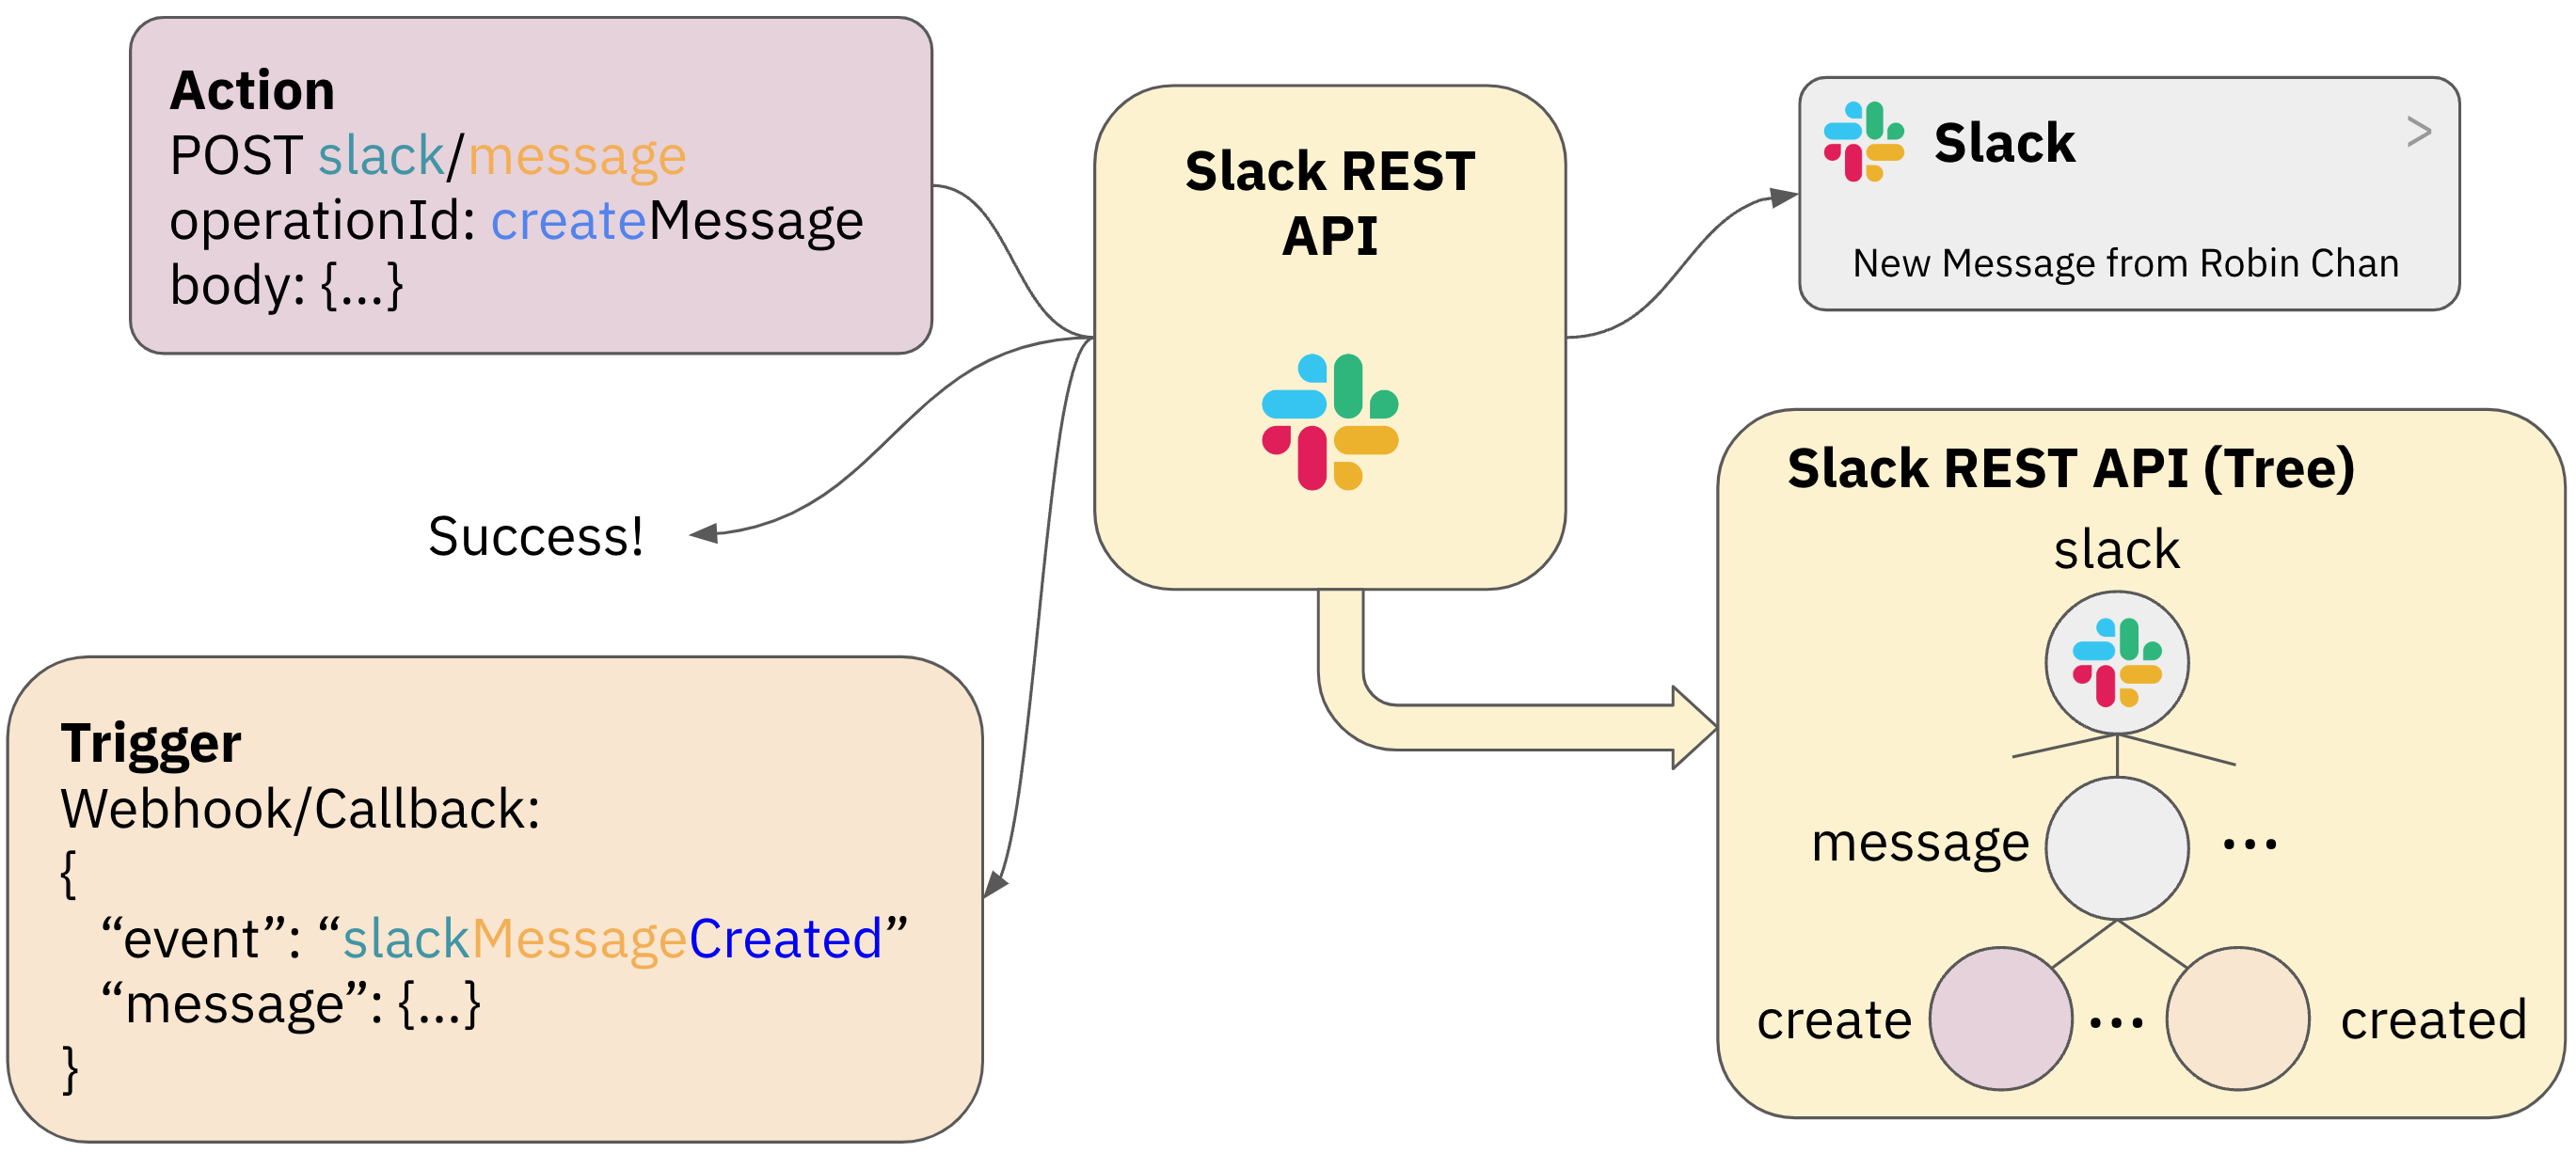 Action
POST slack/message
operationId: createMessage
body: {...}
Success!
Trigger
Webhook/Callback:
{
“event”: “slackMessageCreated”
“message”: {...}
}
Slack REST
API
Slack
>
New Message from Robin Chan
Slack REST API (Tree)
slack
message
...
create
...
created